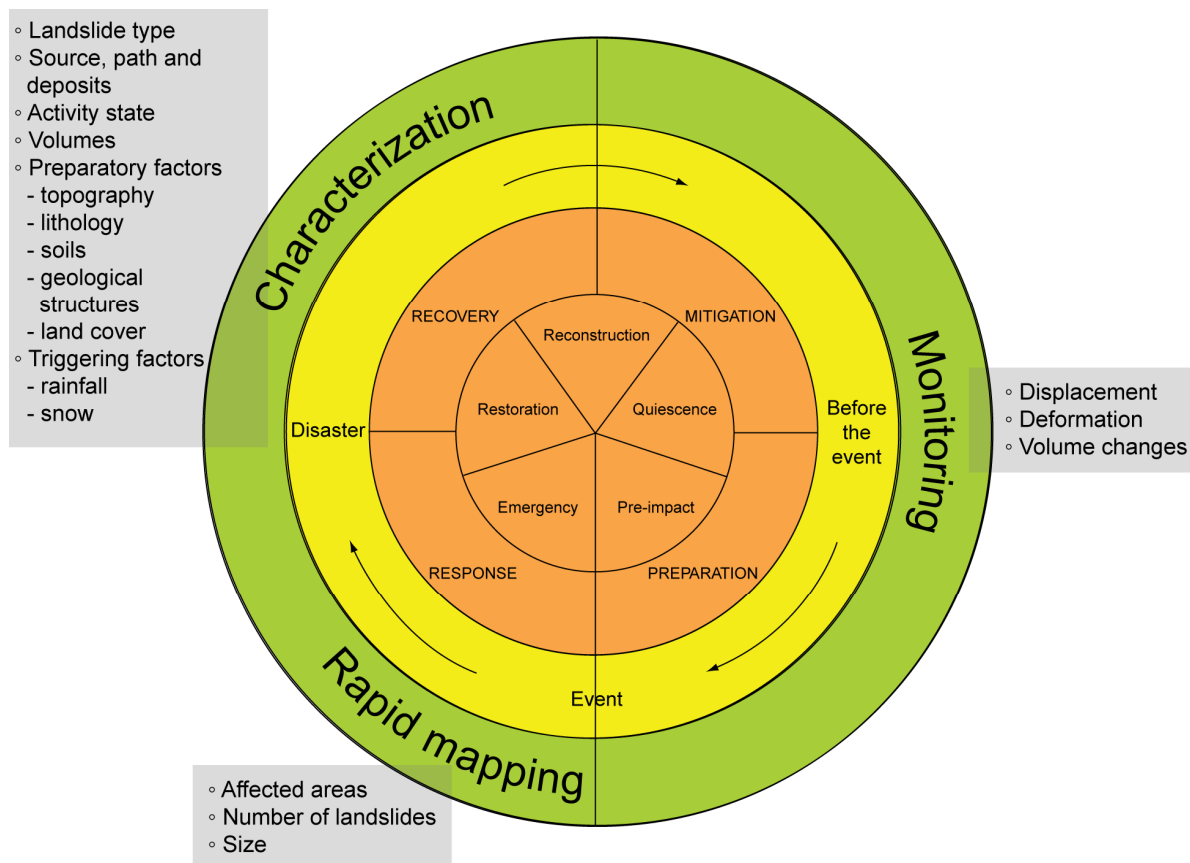 ◦ Landslide type
◦ Source, path and
deposits
◦ Activity state
◦ Volumes
◦ Preparatory factors
- topography
- lithology
- soils
- geological
structures
- land cover
◦ Triggering factors
- rainfall
- snow
Characterization
Monitoring
Rapid mapping
◦ Displacement
◦ Deformation
◦ Volume changes
◦ Affected areas
◦ Number of landslides
◦ Size
Disaster
Before
the
event
Event
RECOVERY
MITIGATION
RESPONSE
PREPARATION
Reconstruction
Restoration
Quiescence
Emergency
Pre-impact